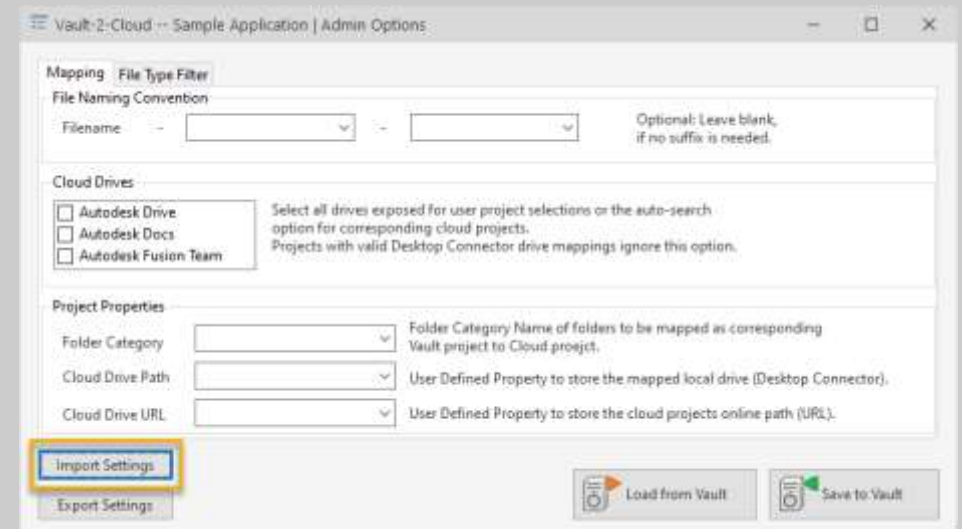 Vault-2-Cloud -- Sample Application | Admin Options
Mapping File Type Filter
File Naming Convention
Filename - -
Optional: Leave blank,
if no suffix is needed.
Cloud Drives
Autodesk Drive
Autodesk Docs
Autodesk Fusion Team
Select all drives exposed for user project selections or the auto-search
option for corresponding cloud projects.
Projects with valid Desktop Connector drive mappings ignore this option.
Project Properties
Folder Category
Folder Category Name of folders to be mapped as corresponding
Vault project to Cloud proejct.
Cloud Drive Path
User Defined Property to store the mapped local drive (Desktop Connector).
Cloud Drive URL
User Defined Property to store the cloud projects online path (URL).
Import Settings
Export Settings
Load from Vault
Save to Vault